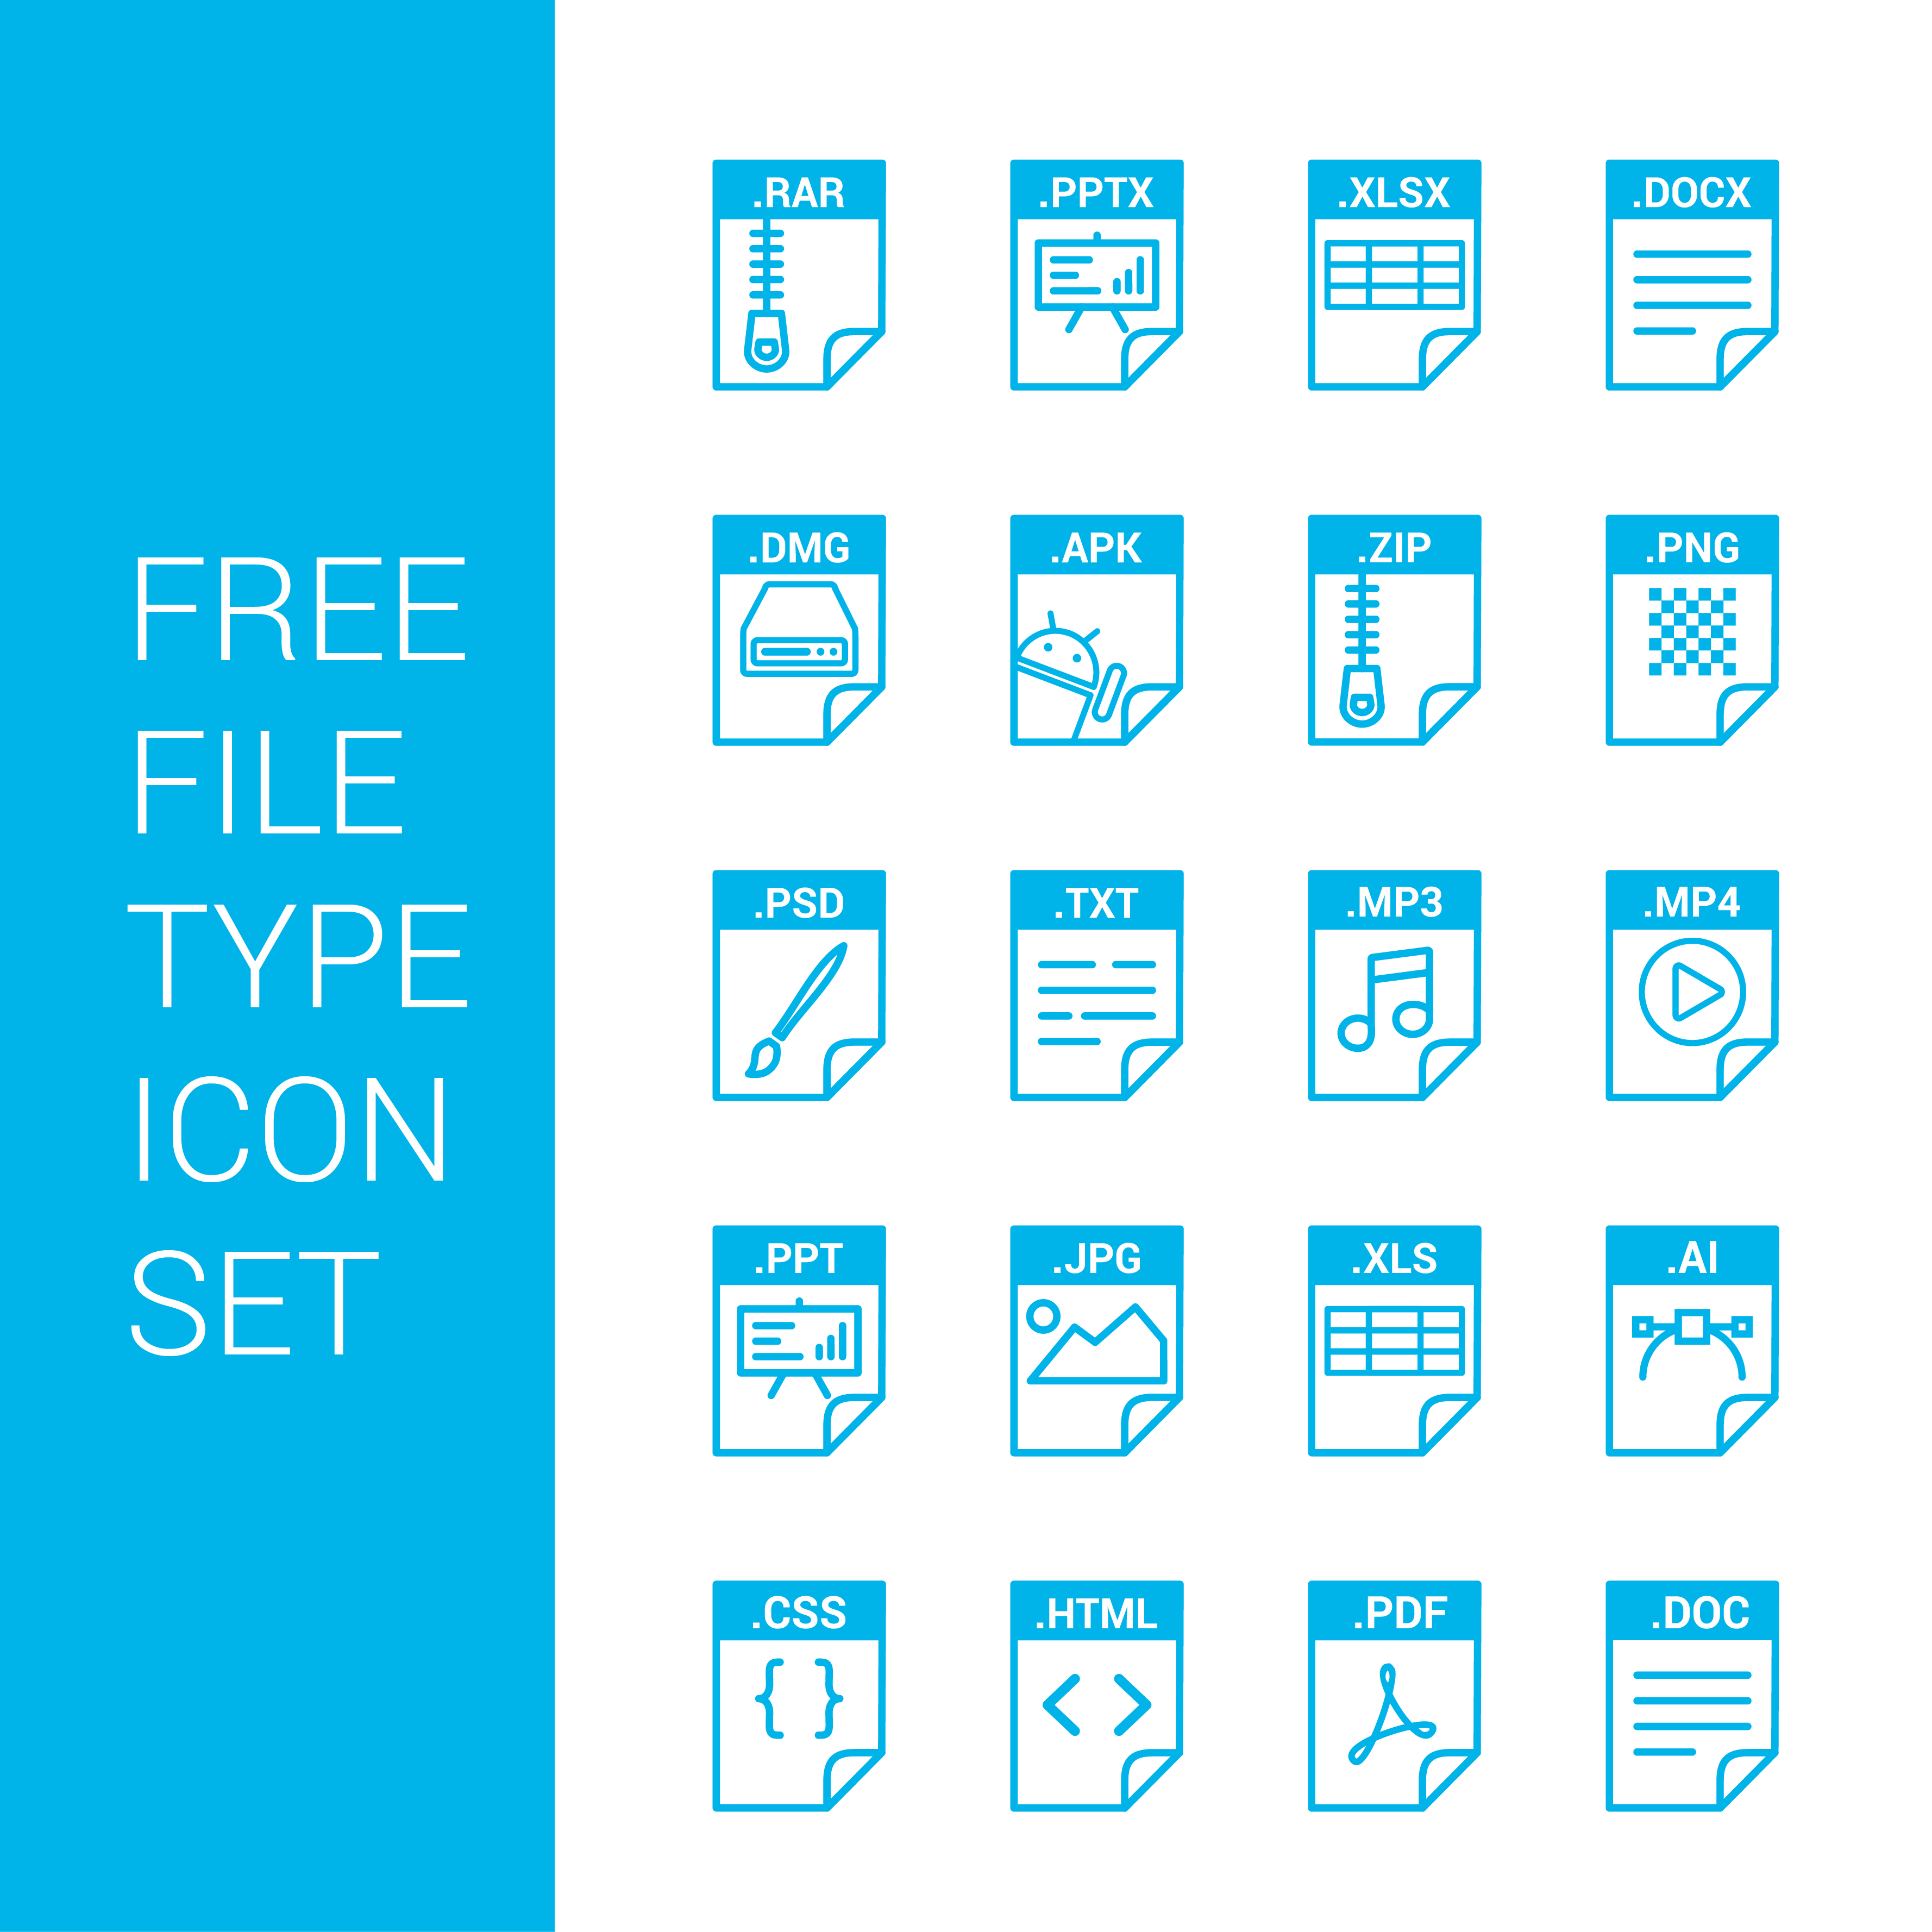 FREE
FILE
TYPE
ICON
SET
.RAR
.PPTX
.XLSX
.DOCX
.DMG
.APK
.ZIP
.PNG
.PSD
.TXT
.MP3
.MP4
.PPT
.JPG
.XLS
.AI
.CSS
.HTML
.PDF
.DOC